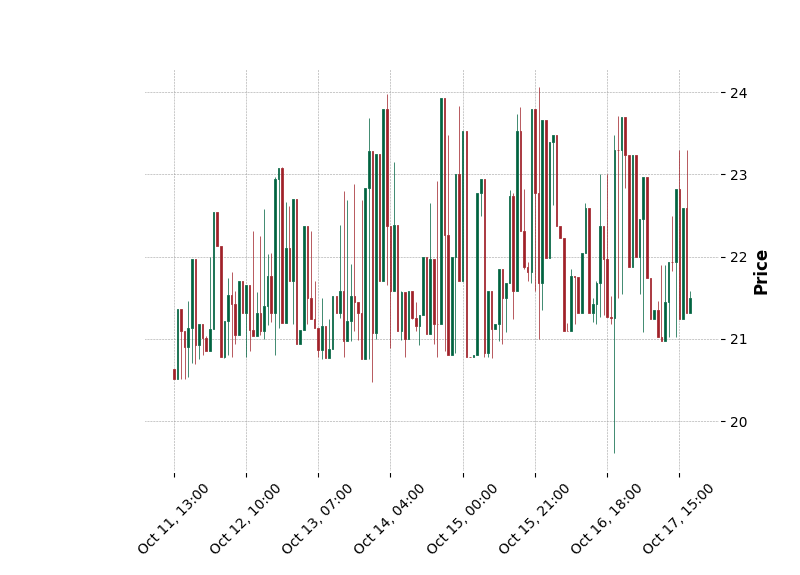 24
23
22
21
20
Price
Oct 11, 13:00
Oct 12, 10:00
Oct 13, 07:00
Oct 14, 04:00
Oct 15, 00:00
Oct 15, 21:00
Oct 16, 18:00
Oct 17, 15:00